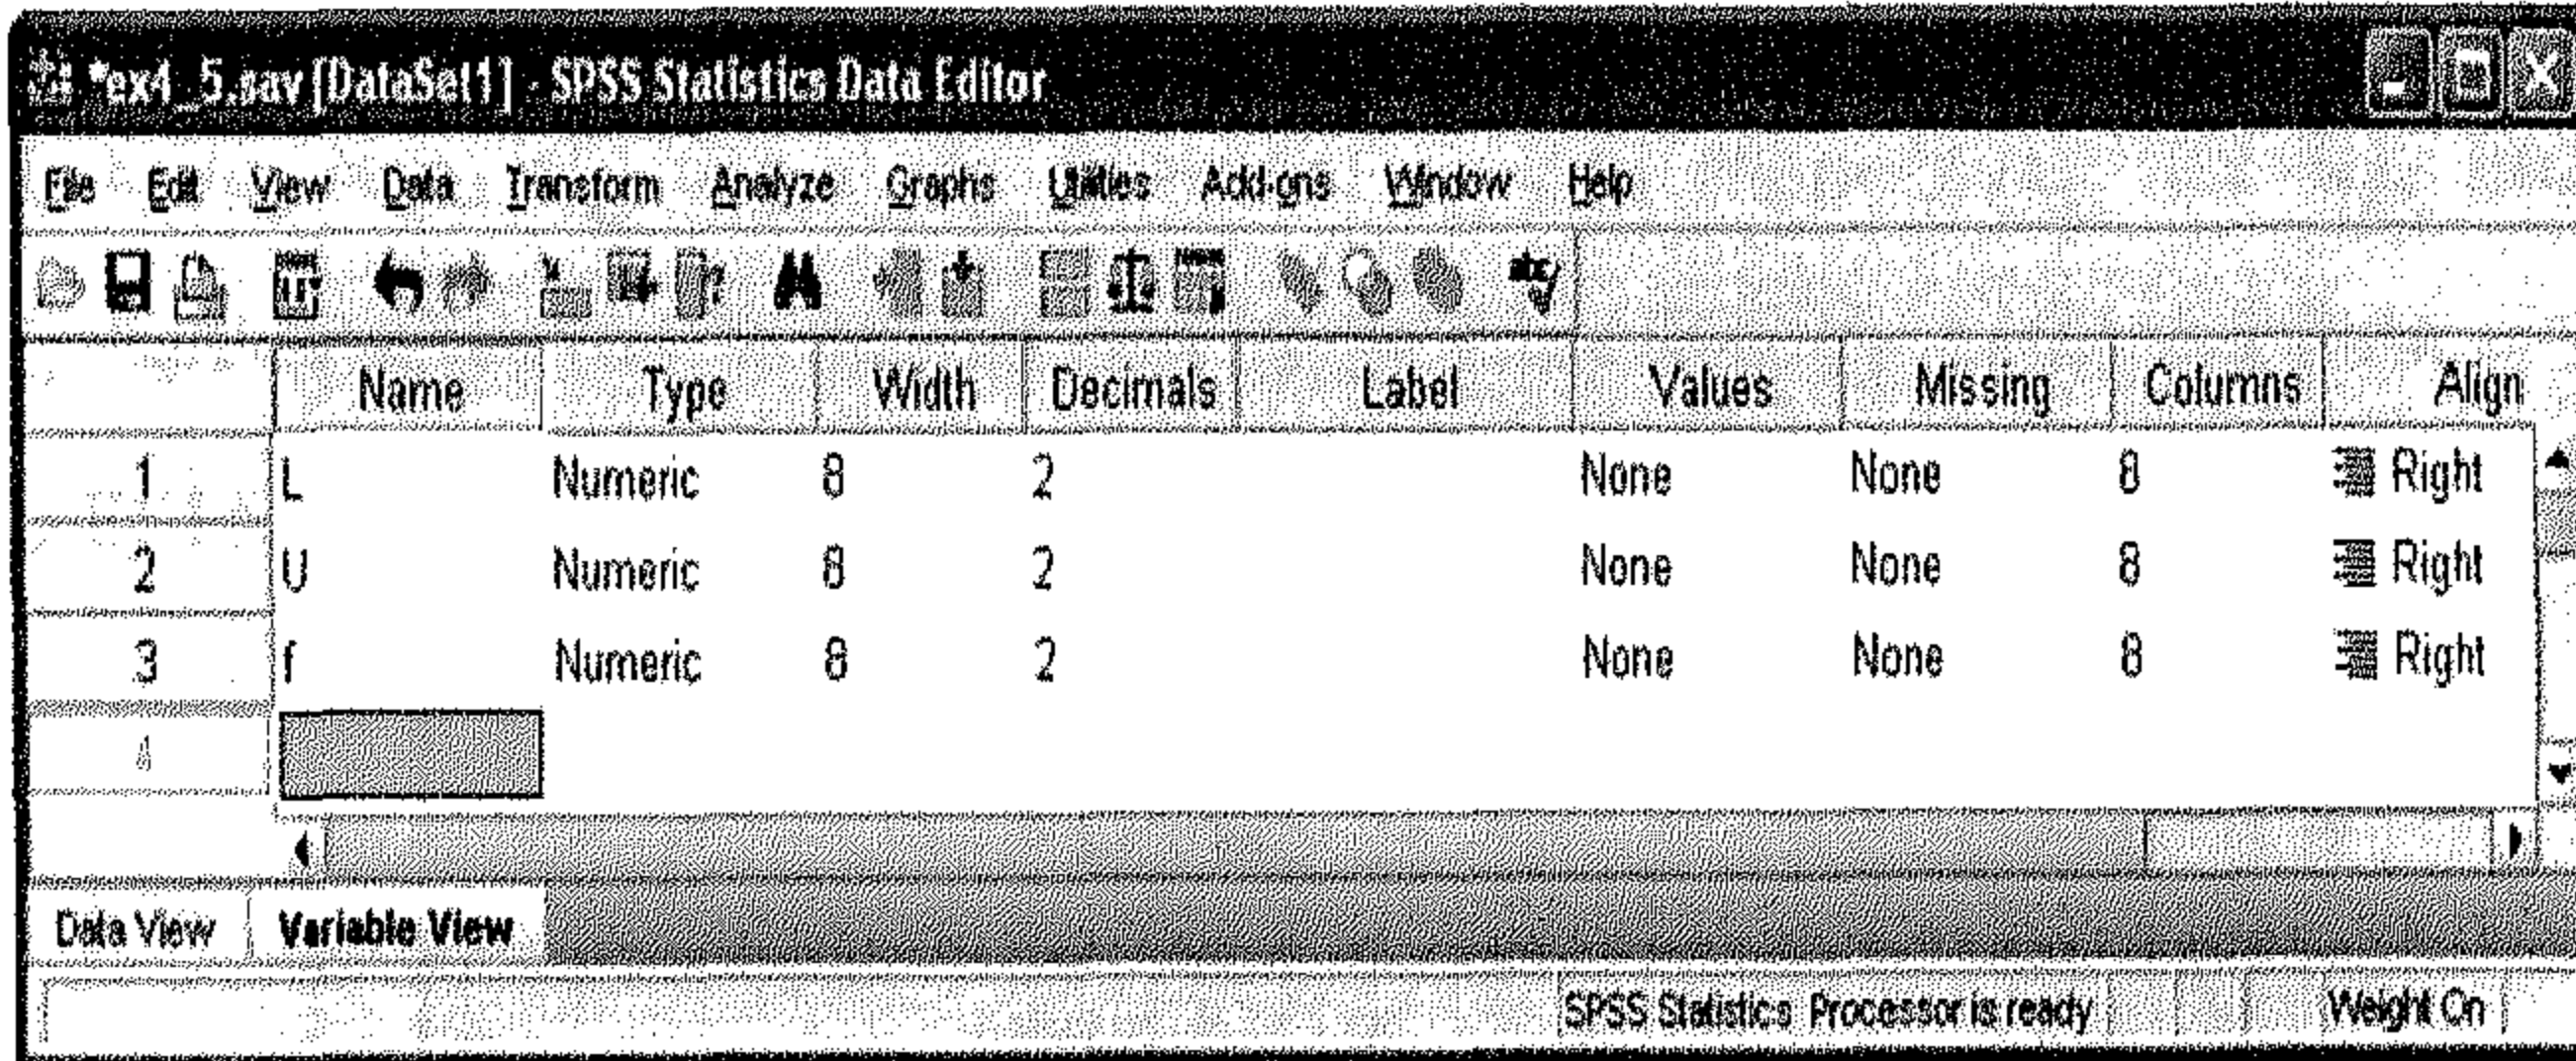 *ex4_5.sav [DataSet1] - SPSS Statistics Data Editor
File Edit View Data Transform Analyze Graphs Utilities Add-ons Window Help
Name Type Width Decimals Label Values Missing Columns Align
1 L Numeric 8 2 None None 8 Right
2 U Numeric 8 2 None None 8 Right
3 f Numeric 8 2 None None 8 Right
4
Data View Variable View
SPSS Statistics Processor is ready Weight On